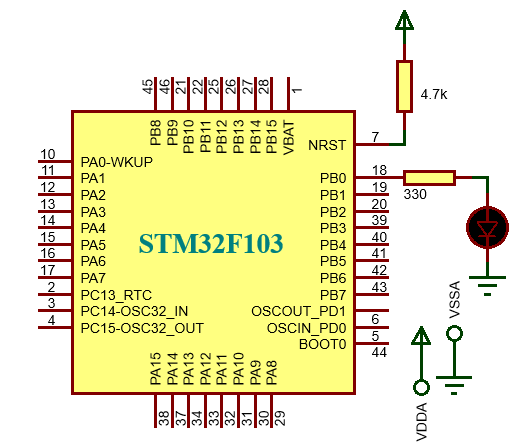 45 46 21 22 25 26 27 28 1
PB8 PB9 PB10 PB11 PB12 PB13 PB14 PB15 VBAT
4.7k
NRST 7
10 PA0-WKUP
11 PA1
12 PA2
13 PA3
14 PA4
15 PA5
16 PA6
17 PA7
2 PC13_RTC
3 PC14-OSC32_IN
4 PC15-OSC32_OUT
STM32F103
PB0 18
PB1 19
PB2 20
PB3 39
PB4 40
PB5 41
PB6 42
PB7 43
OSCOUT_PD1
OSCIN_PD0 6
BOOT0 5
44
330
VSSA
VDDA
PA15 PA14 PA13 PA12 PA11 PA10 PA9 PA8
38 37 34 33 32 31 30 29